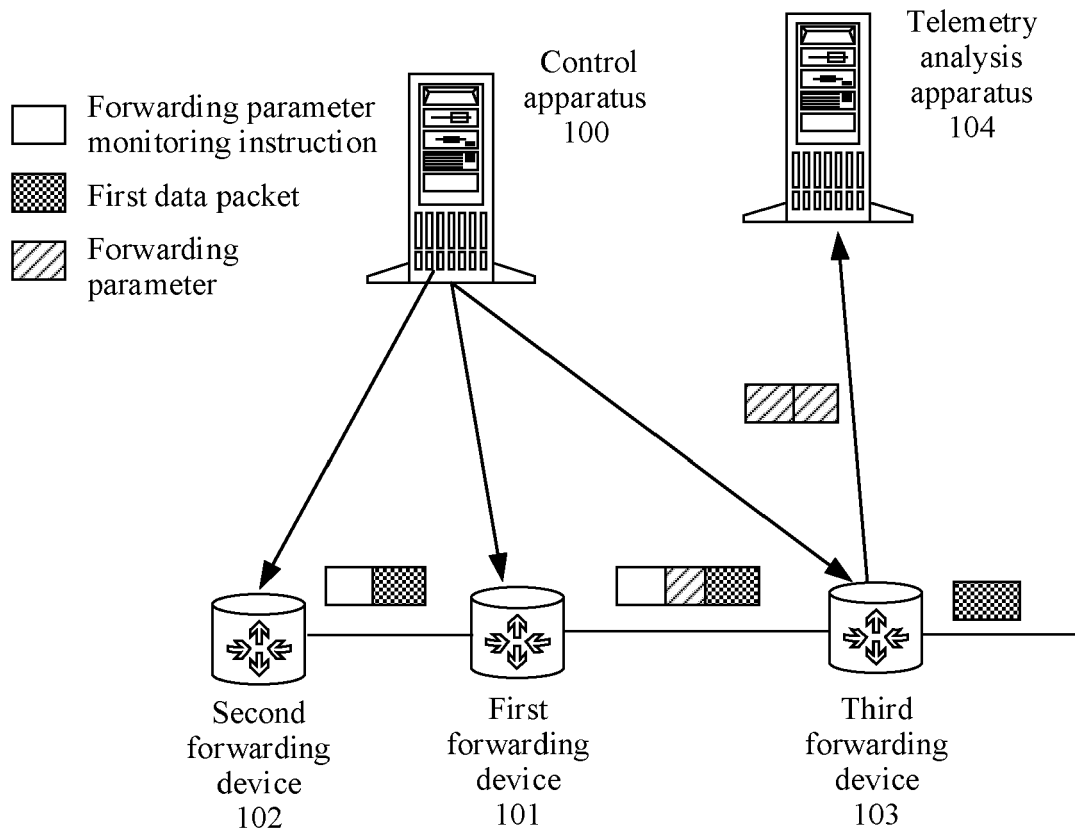 Forwarding parameter
monitoring instruction
First data packet
Forwarding
parameter
Control
apparatus
100
Telemetry
analysis
apparatus
104
Second
forwarding
device
102
First
forwarding
device
101
Third
forwarding
device
103